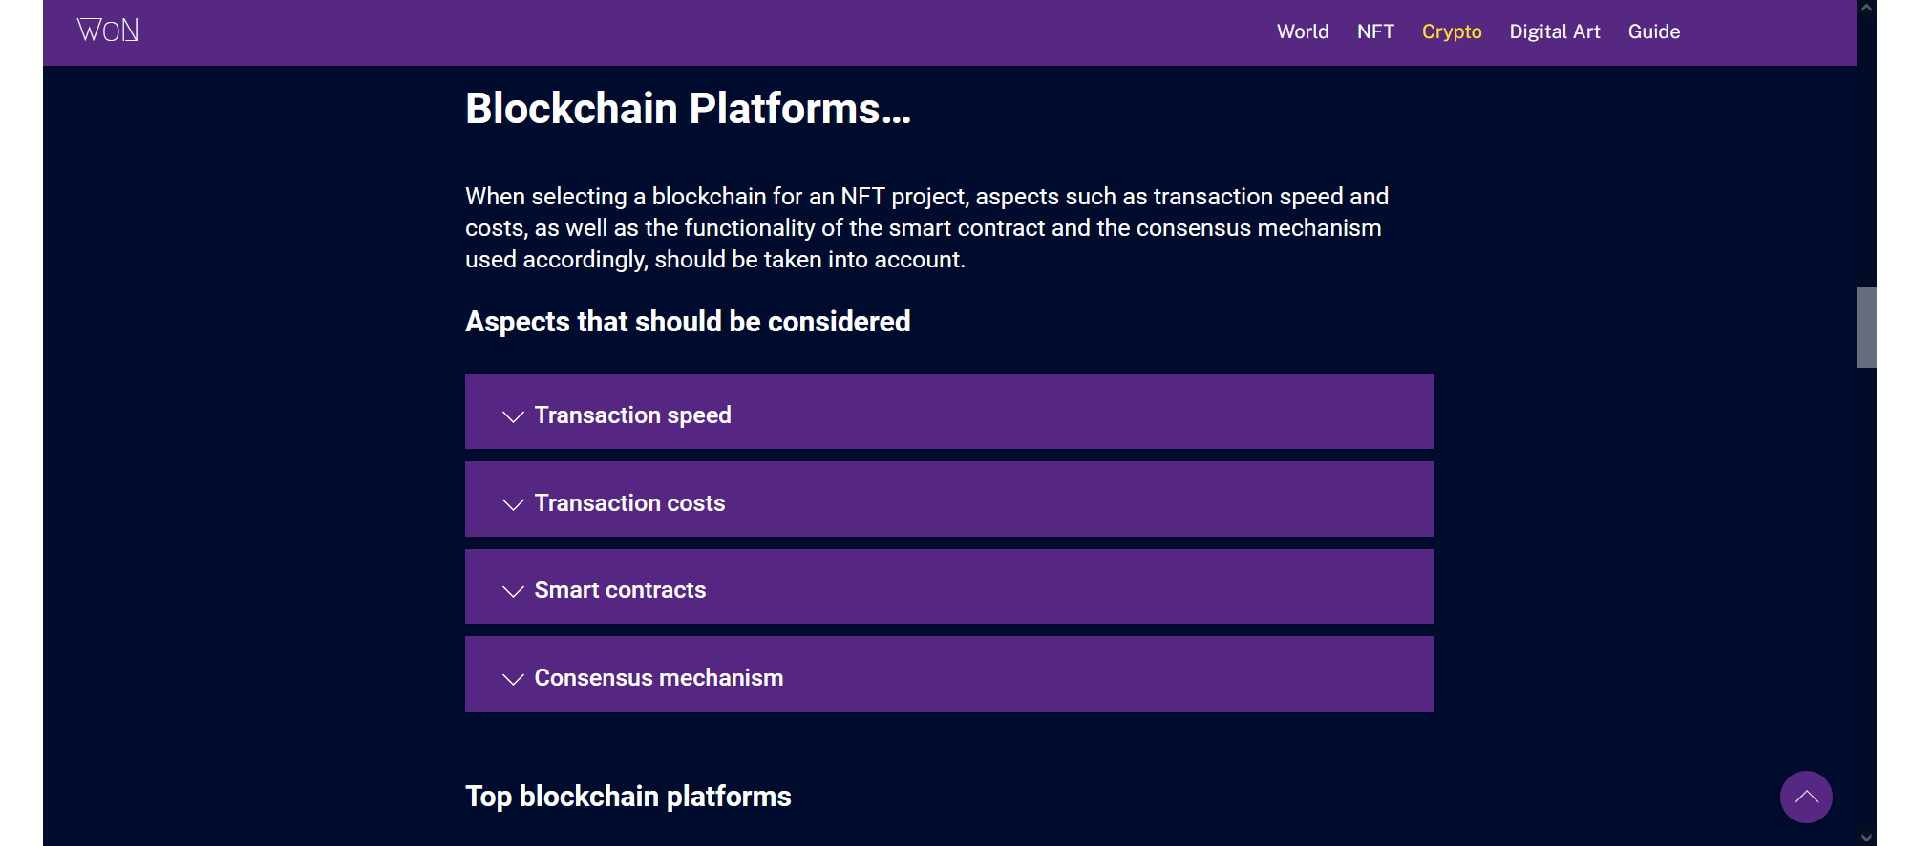 WoN
World NFT Crypto Digital Art Guide
Blockchain Platforms...
When selecting a blockchain for an NFT project, aspects such as transaction speed and
costs, as well as the functionality of the smart contract and the consensus mechanism
used accordingly, should be taken into account.
Aspects that should be considered
Transaction speed
Transaction costs
Smart contracts
Consensus mechanism
Top blockchain platforms